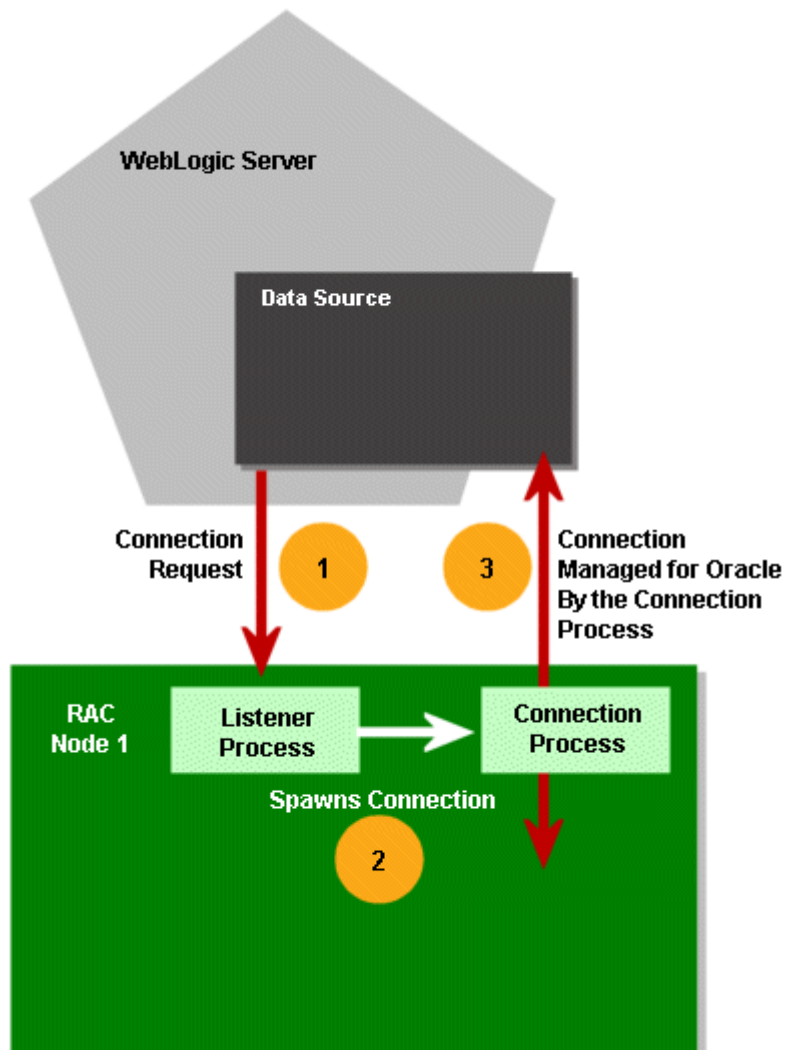 WebLogic Server
Data Source
Connection
Request
1
3
Connection
Managed for Oracle
By the Connection
Process
RAC
Node 1
Listener
Process
Connection
Process
Spawns Connection
2